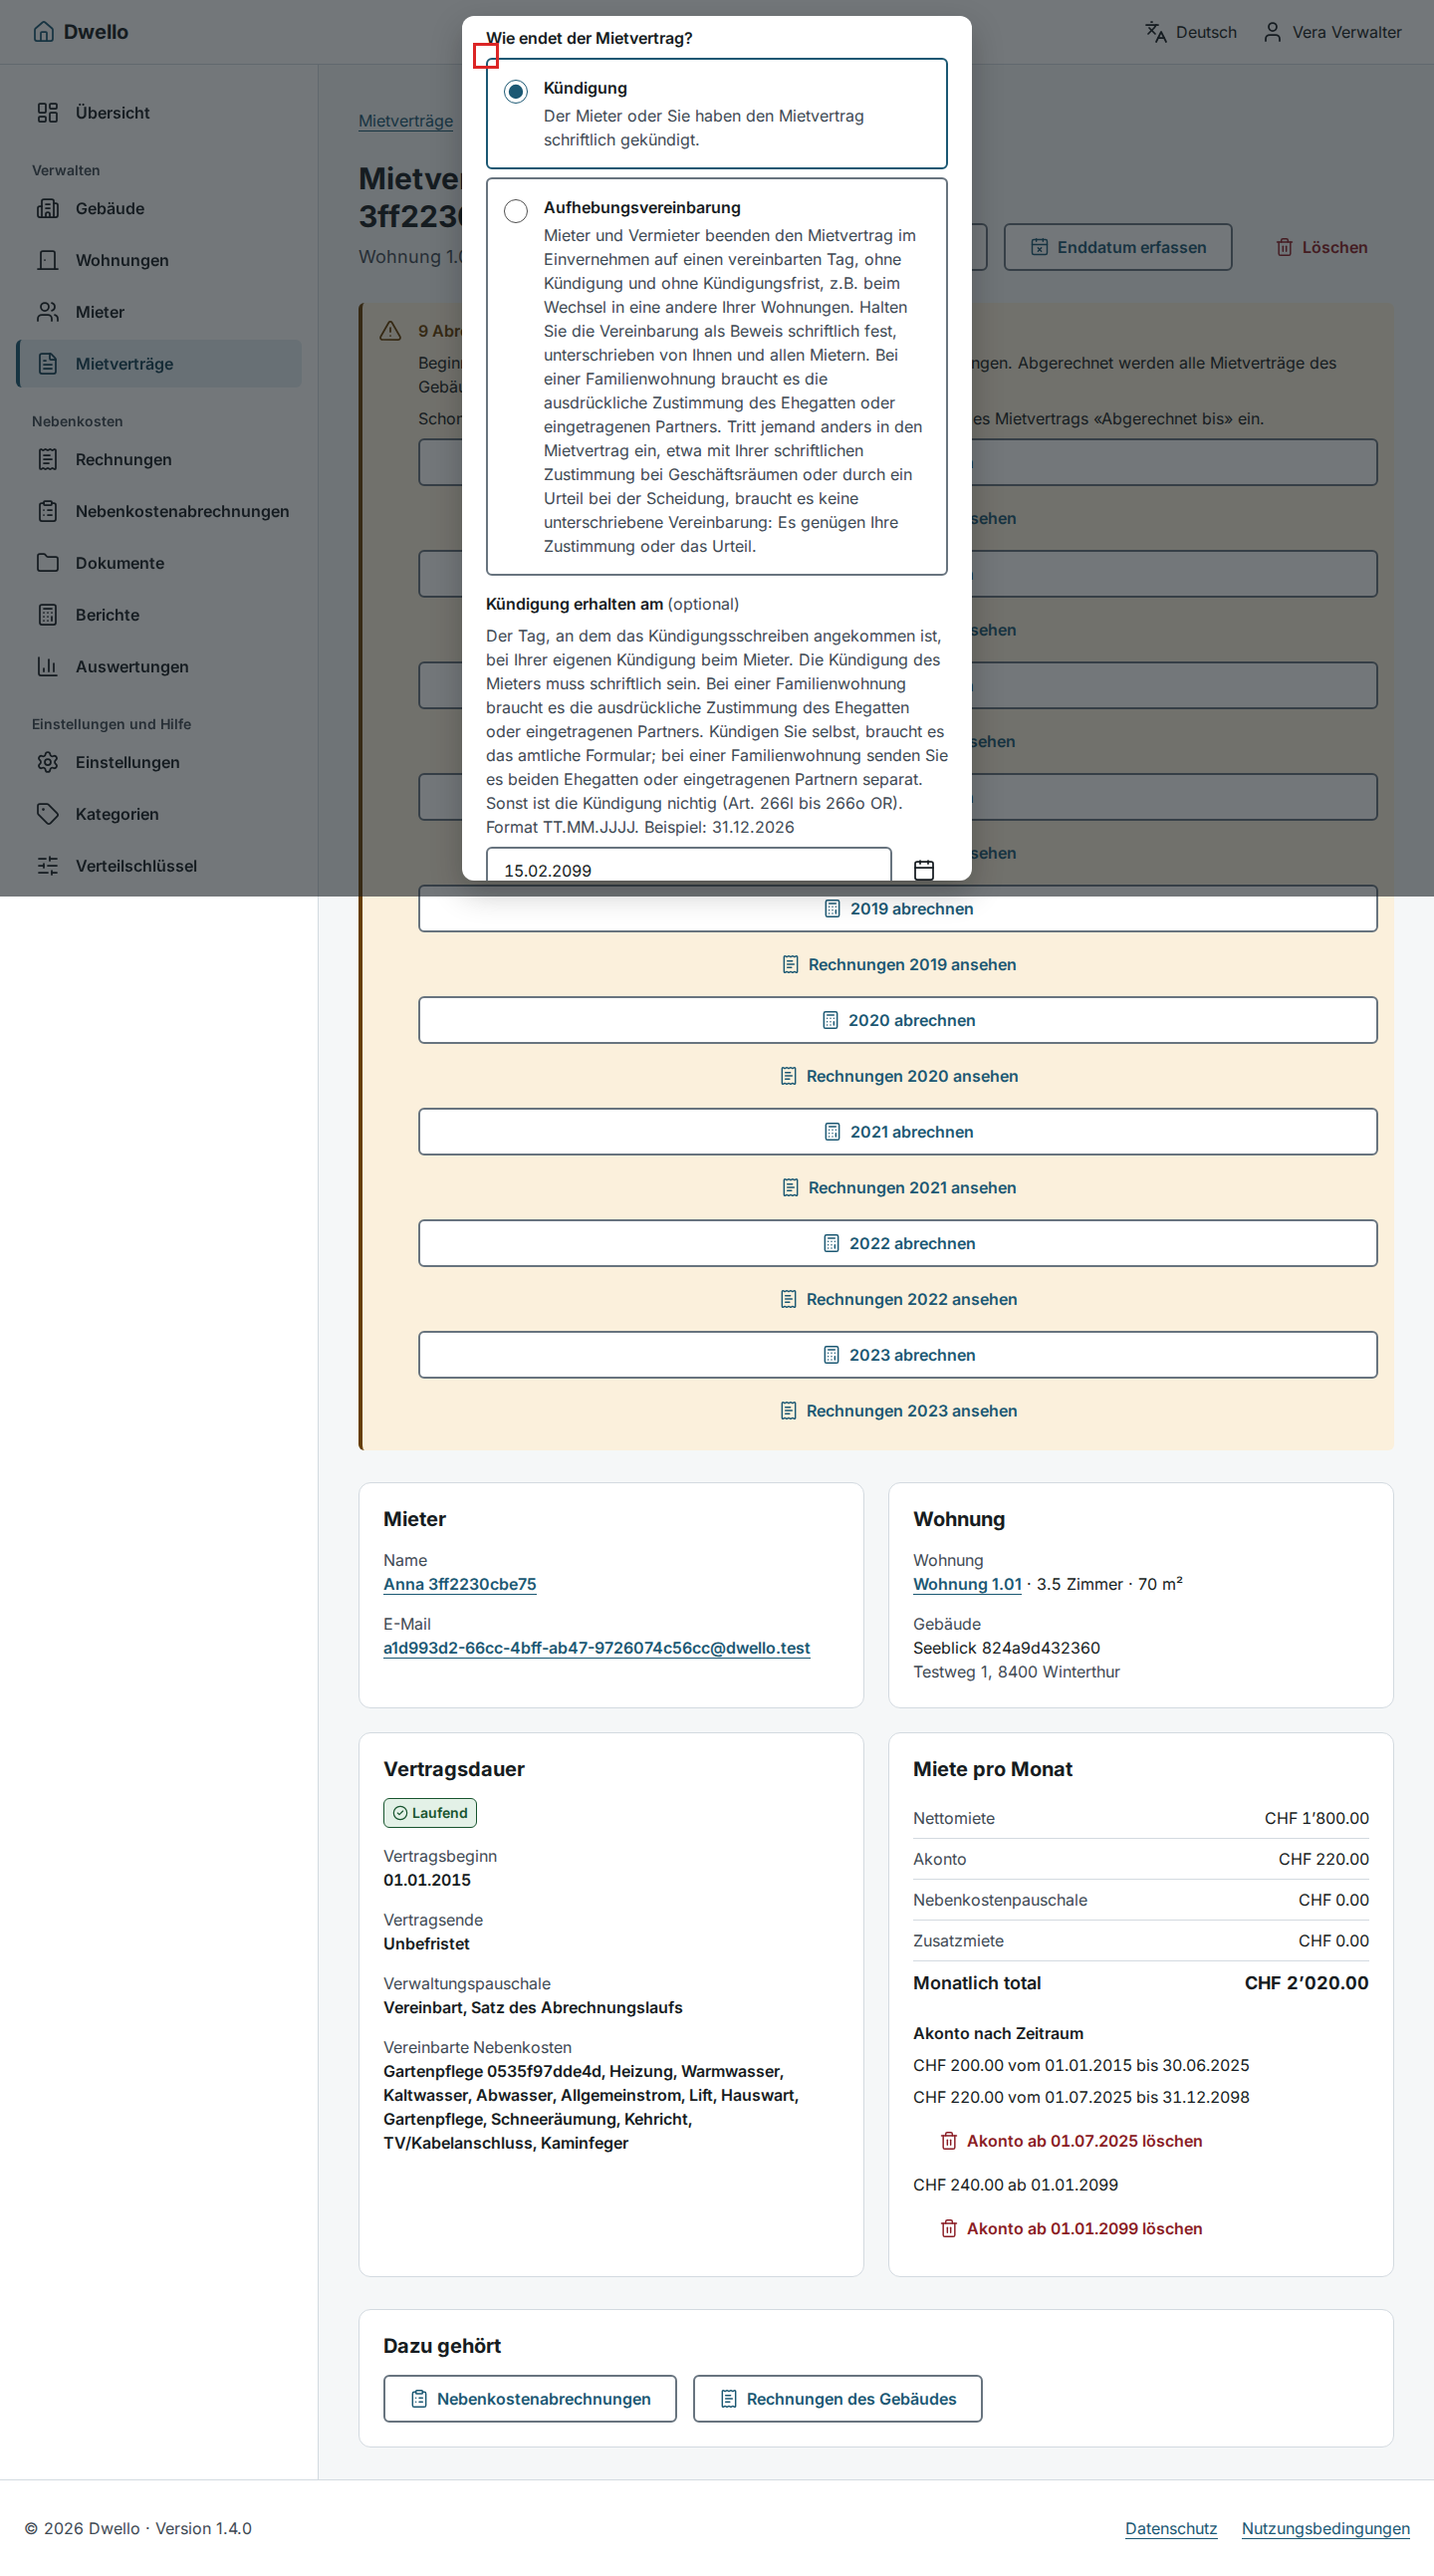 Dwello
Deutsch
Vera Verwalter
Übersicht
Verwalten
Gebäude
Wohnungen
Mieter
Mietverträge
Nebenkosten
Rechnungen
Nebenkostenabrechnungen
Dokumente
Berichte
Auswertungen
Einstellungen und Hilfe
Einstellungen
Kategorien
Verteilschlüssel
Mietverträge
Wohnung
Enddatum erfassen
Löschen
ngen. Abgerechnet werden alle Mietverträge des
es Mietvertrags «Abgerechnet bis» ein.
Wie endet der Mietvertrag?
Kündigung
Der Mieter oder Sie haben den Mietvertrag
schriftlich gekündigt.
Aufhebungsvereinbarung
Mieter und Vermieter beenden den Mietvertrag im
Einvernehmen auf einen vereinbarten Tag, ohne
Kündigung und ohne Kündigungsfrist, z.B. beim
Wechsel in eine andere Ihrer Wohnungen. Halten
Sie die Vereinbarung als Beweis schriftlich fest,
unterschrieben von Ihnen und allen Mietern. Bei
einer Familienwohnung braucht es die
ausdrückliche Zustimmung des Ehegatten oder
eingetragenen Partners. Tritt jemand anders in den
Mietvertrag ein, etwa mit Ihrer schriftlichen
Zustimmung bei Geschäftsräumen oder durch ein
Urteil bei der Scheidung, braucht es keine
unterschriebene Vereinbarung: Es genügen Ihre
Zustimmung oder das Urteil.
Kündigung erhalten am (optional)
Der Tag, an dem das Kündigungsschreiben angekommen ist,
bei Ihrer eigenen Kündigung beim Mieter. Die Kündigung des
Mieters muss schriftlich sein. Bei einer Familienwohnung
braucht es die ausdrückliche Zustimmung des Ehegatten
oder eingetragenen Partners. Kündigen Sie selbst, braucht es
das amtliche Formular; bei einer Familienwohnung senden Sie
es beiden Ehegatten oder eingetragenen Partnern separat.
Sonst ist die Kündigung nichtig (Art. 266l bis 266o OR).
Format TT.MM.JJJJ. Beispiel: 31.12.2026
15.02.2099
2019 abrechnen
Rechnungen 2019 ansehen
2020 abrechnen
Rechnungen 2020 ansehen
2021 abrechnen
Rechnungen 2021 ansehen
2022 abrechnen
Rechnungen 2022 ansehen
2023 abrechnen
Rechnungen 2023 ansehen
Mieter
Name
Anna 3ff2230cbe75
E-Mail
a1d993d2-66cc-4bff-ab47-9726074c56cc@dwello.test
Wohnung
Wohnung
Wohnung 1.01 · 3.5 Zimmer · 70 m²
Gebäude
Seeblick 824a9d432360
Testweg 1, 8400 Winterthur
Vertragsdauer
Laufend
Vertragsbeginn
01.01.2015
Vertragsende
Unbefristet
Verwaltungspauschale
Vereinbart, Satz des Abrechnungslaufs
Vereinbarte Nebenkosten
Gartenpflege 0535f97dde4d, Heizung, Warmwasser,
Kaltwasser, Abwasser, Allgemeinstrom, Lift, Hauswart,
Gartenpflege, Schneeräumung, Kehricht,
TV/Kabelanschluss, Kaminfeger
Miete pro Monat
Nettomiete CHF 1’800.00
Akonto CHF 220.00
Nebenkostenpauschale CHF 0.00
Zusatzmiete CHF 0.00
Monatlich total CHF 2’020.00
Akonto nach Zeitraum
CHF 200.00 vom 01.01.2015 bis 30.06.2025
CHF 220.00 vom 01.07.2025 bis 31.12.2098
Akonto ab 01.07.2025 löschen
CHF 240.00 ab 01.01.2099
Akonto ab 01.01.2099 löschen
Dazu gehört
Nebenkostenabrechnungen
Rechnungen des Gebäudes
© 2026 Dwello · Version 1.4.0
Datenschutz
Nutzungsbedingungen